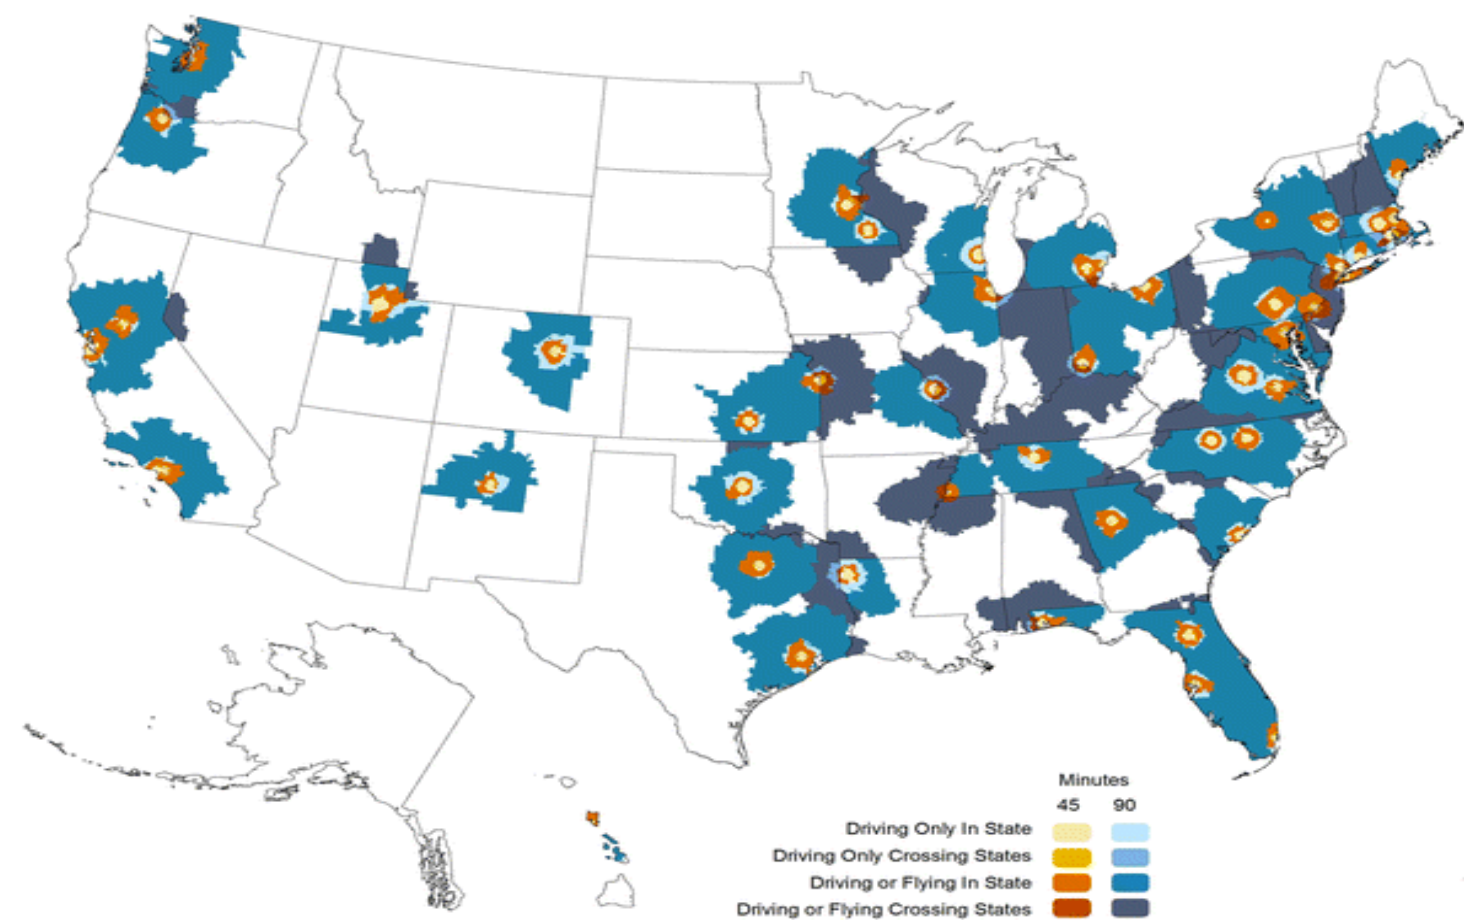 Minutes
45 90
Driving Only In State
Driving Only Crossing States
Driving or Flying In State
Driving or Flying Crossing States